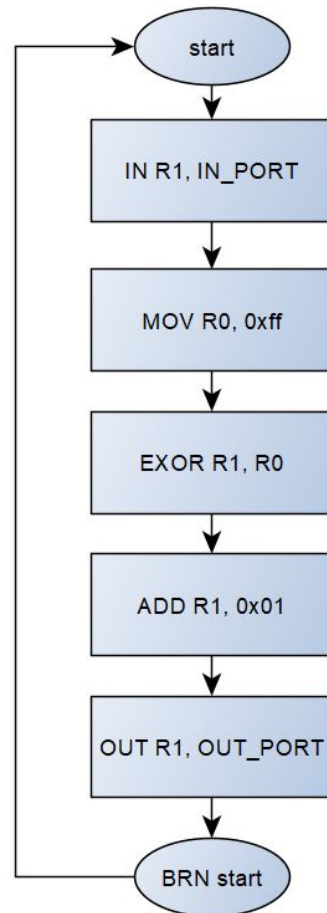 start
IN R1, IN_PORT
MOV R0, 0xff
EXOR R1, R0
ADD R1, 0x01
OUT R1, OUT_PORT
BRN start